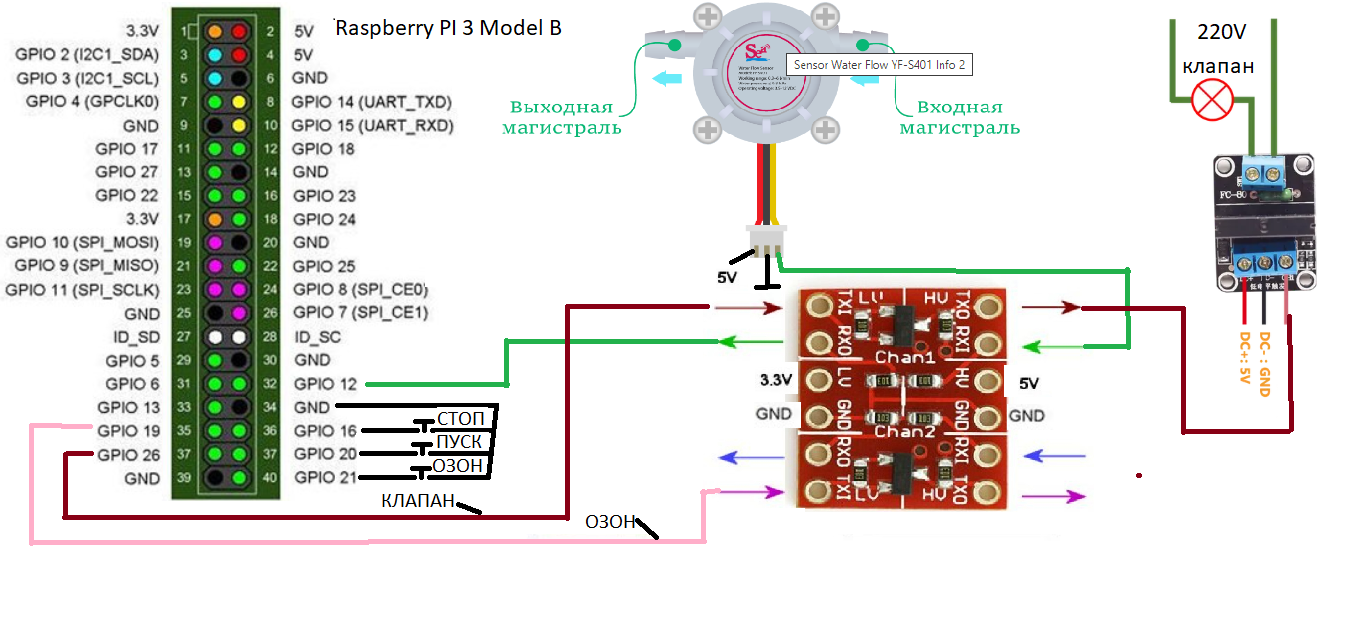 Raspberry PI 3 Model B
3.3V 1 2 5V
GPIO 2 (I2C1_SDA) 3 4 5V
GPIO 3 (I2C1_SCL) 5 6 GND
GPIO 4 (GPCLK0) 7 8 GPIO 14 (UART_TXD)
GND 9 10 GPIO 15 (UART_RXD)
GPIO 17 11 12 GPIO 18
GPIO 27 13 14 GND
GPIO 22 15 16 GPIO 23
3.3V 17 18 GPIO 24
GPIO 10 (SPI_MOSI) 19 20 GND
GPIO 9 (SPI_MISO) 21 22 GPIO 25
GPIO 11 (SPI_SCLK) 23 24 GPIO 8 (SPI_CE0)
GND 25 26 GPIO 7 (SPI_CE1)
ID_SD 27 28 ID_SC
GPIO 5 29 30 GND
GPIO 6 31 32 GPIO 12
GPIO 13 33 34 GND
GPIO 19 35 36 GPIO 16
GPIO 26 37 37 GPIO 20
GND 39 40 GPIO 21
СТОП
ПУСК
ОЗОН
КЛАПАН
ОЗОН
Sea
Water Flow Sensor
Sensor Water Flow YF-S401 Info 2
Выходная
магистраль
Входная
магистраль
5V
TXI LV HV TXO
RXO RXI
Chan1
3.3V LV HV 5V
GND GND GND GND
Chan2
RXO RXI
TXI LV HV TXO
220V
клапан
FC-80
DC+: 5V
DC- : GND